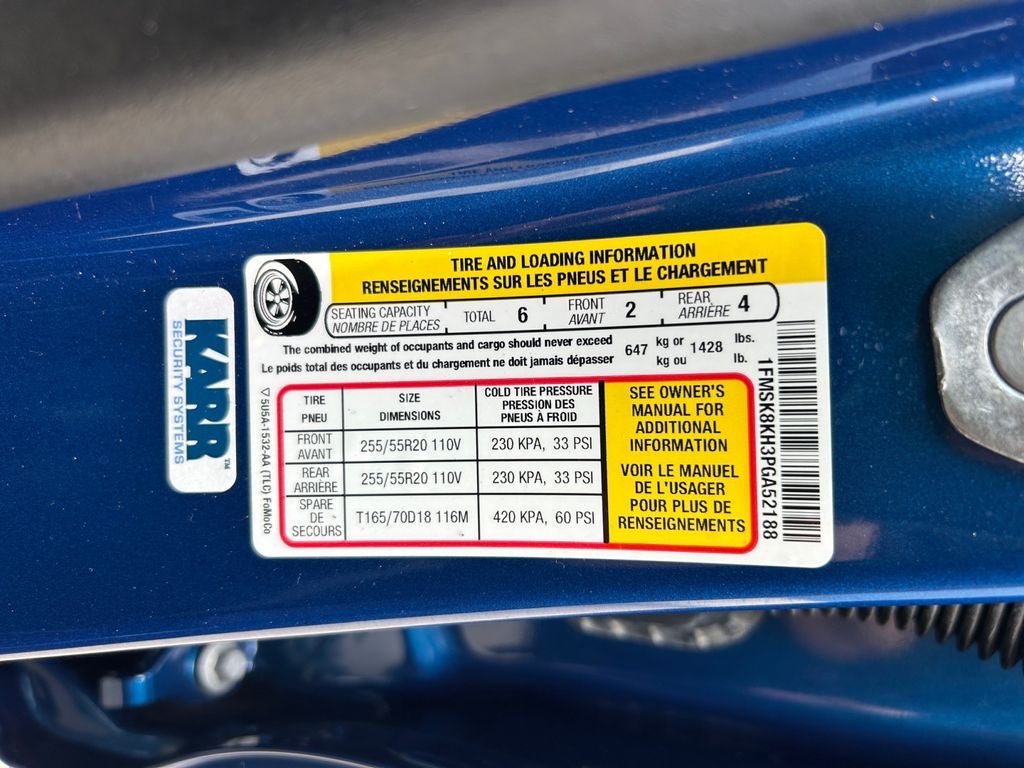 TIRE AND LOADING INFORMATION
RENSEIGNEMENTS SUR LES PNEUS ET LE CHARGEMENT
SEATING CAPACITY
NOMBRE DE PLACES
TOTAL 6
FRONT
AVANT
2
REAR
ARRIÈRE
4
The combined weight of occupants and cargo should never exceed
Le poids total des occupants et du chargement ne doit jamais dépasser
647
kg or
kg ou
1428
lbs.
lb.
TIRE
PNEU
SIZE
DIMENSIONS
COLD TIRE PRESSURE
PRESSION DES
PNEUS À FROID
FRONT
AVANT
255/55R20 110V
230 KPA, 33 PSI
REAR
ARRIÈRE
255/55R20 110V
230 KPA, 33 PSI
SPARE
DE
SECOURS
T165/70D18 116M
420 KPA, 60 PSI
SEE OWNER'S
MANUAL FOR
ADDITIONAL
INFORMATION
VOIR LE MANUEL
DE L'USAGER
POUR PLUS DE
RENSEIGNEMENTS
1FMSK8KH3PGA52188
5U5A-1532-AA (TLC) FoMoCo
KARR™
SECURITY SYSTEMS